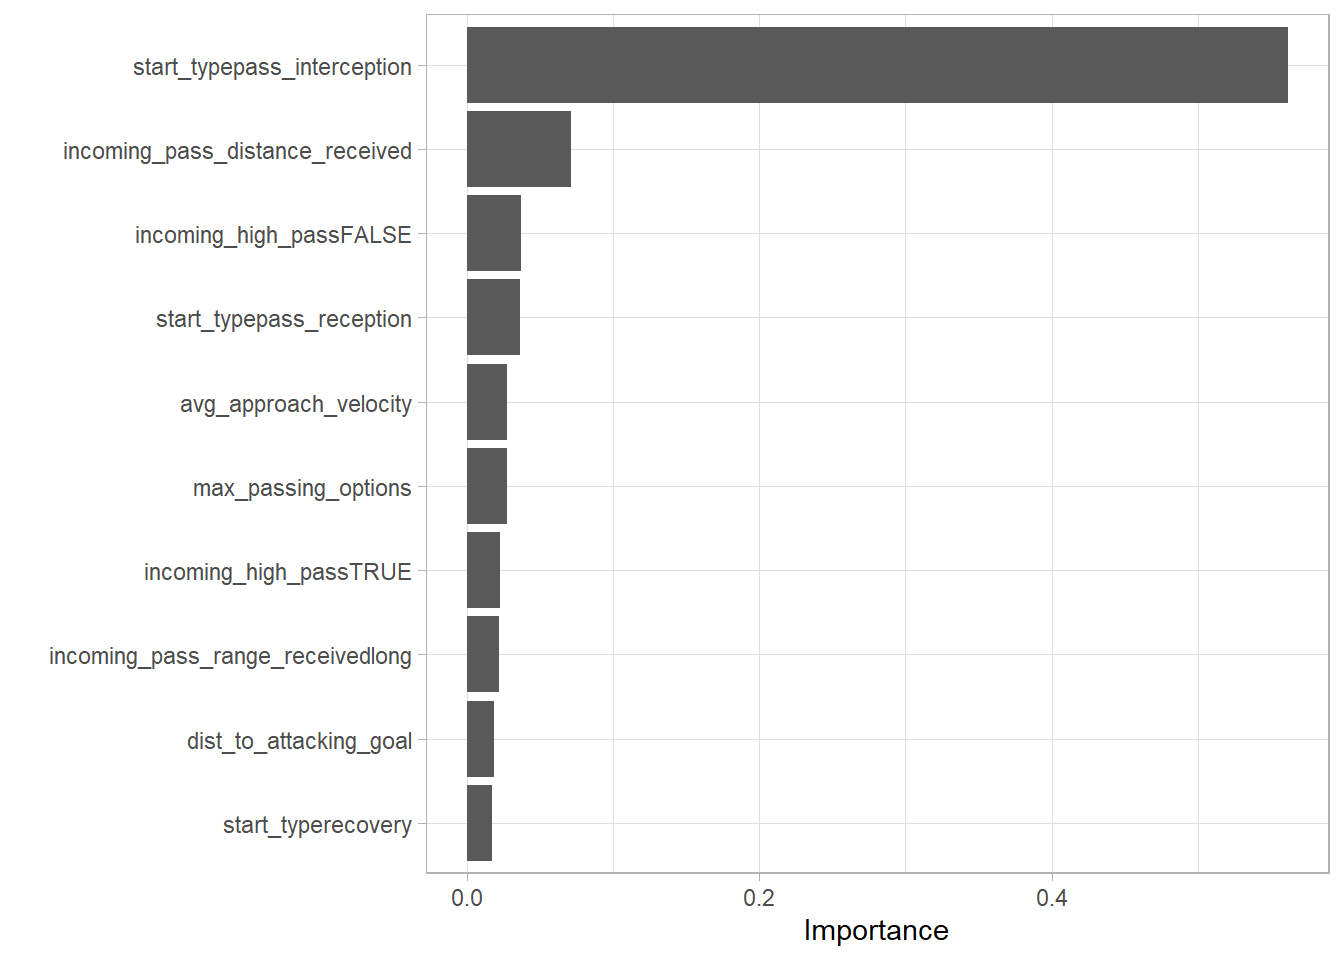 start_typepass_interception
incoming_pass_distance_received
incoming_high_passFALSE
start_typepass_reception
avg_approach_velocity
max_passing_options
incoming_high_passTRUE
incoming_pass_range_receivedlong
dist_to_attacking_goal
start_typerecovery
0.0 0.2 0.4
Importance